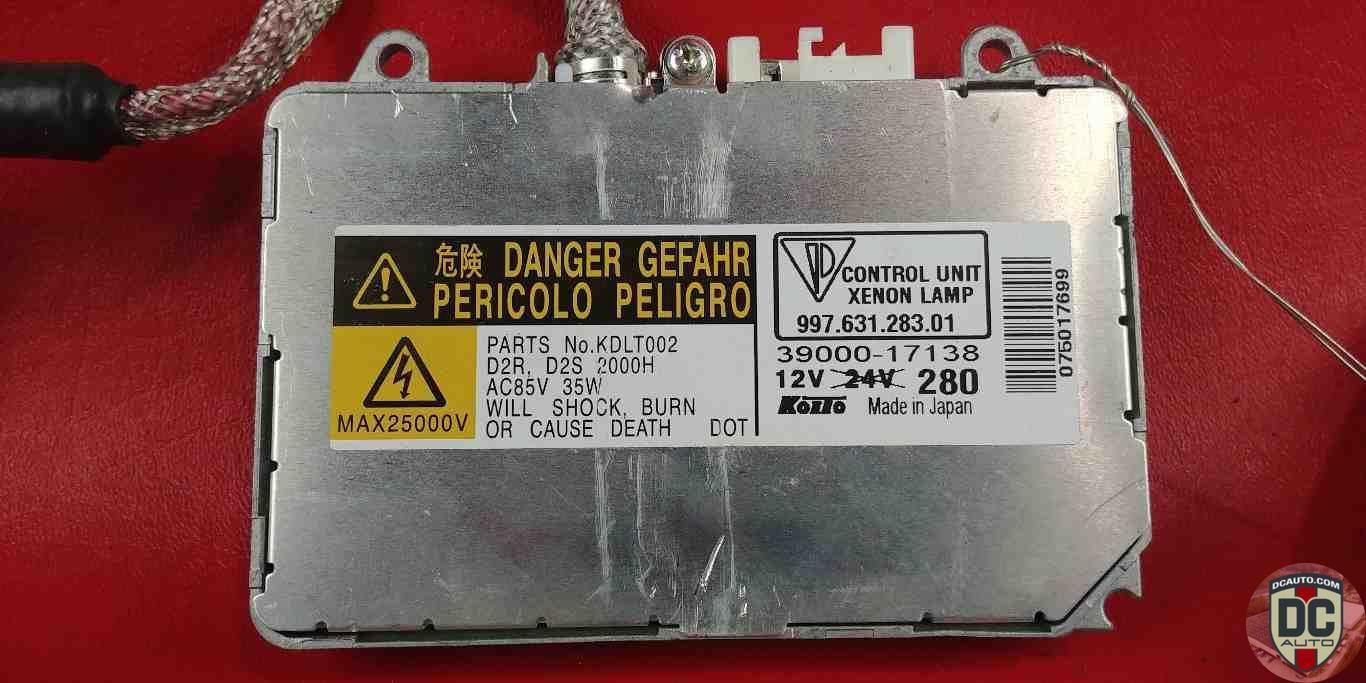 危険 DANGER GEFAHR
PERICOLO PELIGRO
MAX25000V
PARTS No.KDLT002
D2R, D2S 2000H
AC85V 35W
WILL SHOCK, BURN
OR CAUSE DEATH DOT
CONTROL UNIT
XENON LAMP
997.631.283.01
39000-17138
12V 24V 280
KOITO Made in Japan
075017699
DCAUTO.COM
DC
AUTO